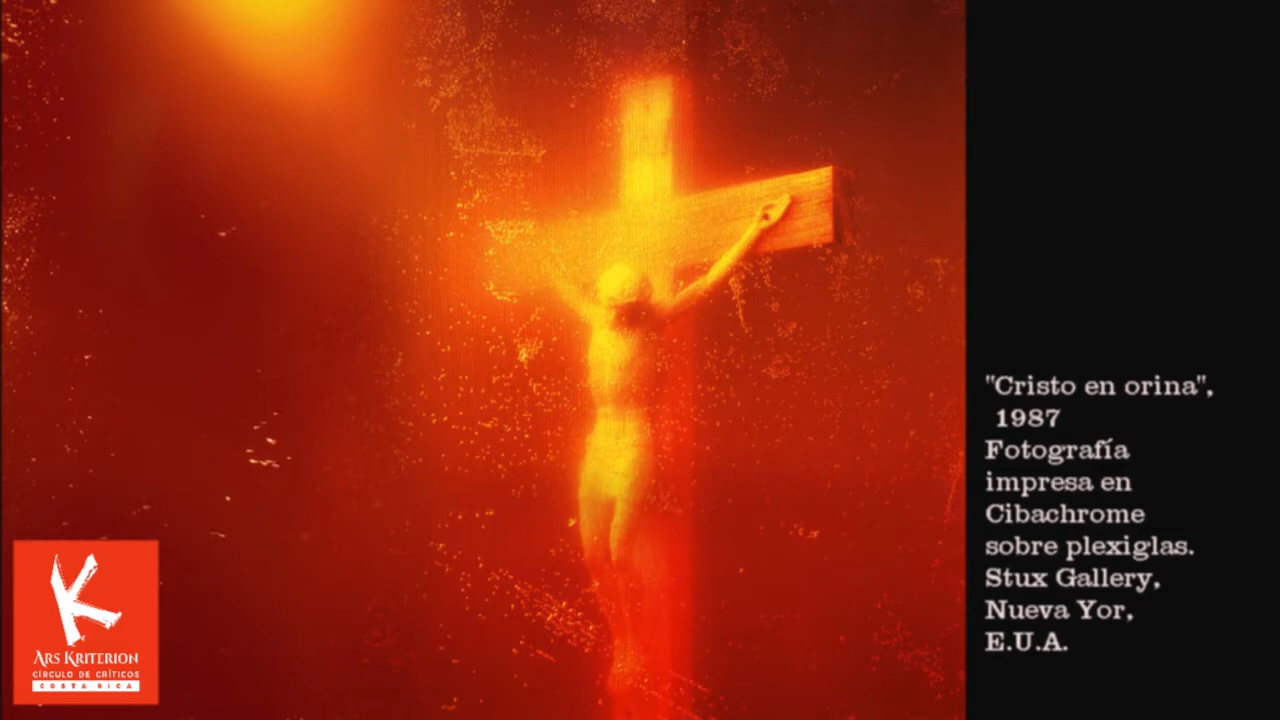 "Cristo en orina",
1987
Fotografía
impresa en
Cibachrome
sobre plexiglas.
Stux Gallery,
Nueva Yor,
E.U.A.
K
ARS KRITERION
CÍRCULO DE CRÍTICOS
COSTA RICA